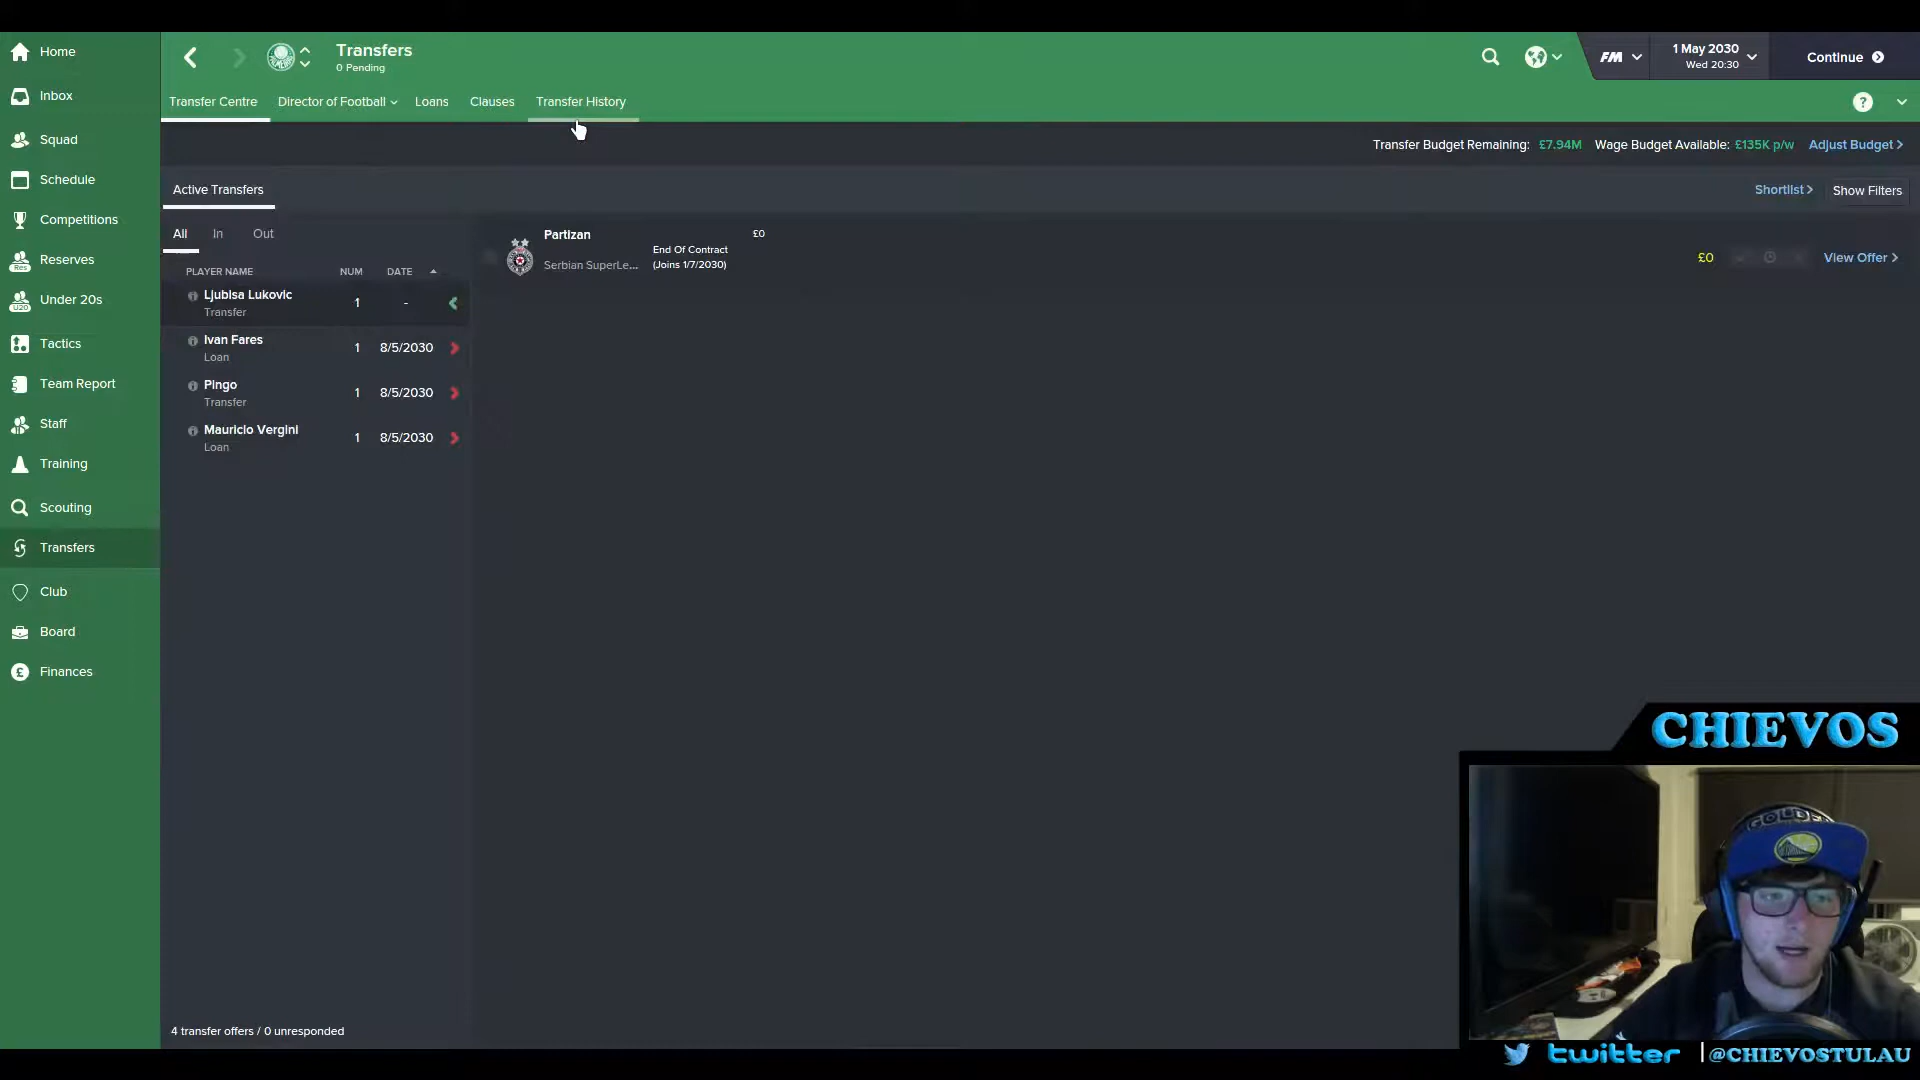 Home
Inbox
Squad
Schedule
Competitions
Reserves
Under 20s
Tactics
Team Report
Staff
Training
Scouting
Transfers
Club
Board
Finances
Transfers
0 Pending
FM
1 May 2030
Wed 20:30
Continue
Transfer Centre
Director of Football
Loans
Clauses
Transfer History
?
Transfer Budget Remaining: £7.94M Wage Budget Available: £135K p/w Adjust Budget >
Active Transfers
Shortlist >
Show Filters
All
In
Out
PLAYER NAME NUM DATE
Ljubisa Lukovic 1 -
Transfer
Ivan Fares 1 8/5/2030
Loan
Pingo 1 8/5/2030
Transfer
Mauricio Vergini 1 8/5/2030
Loan
Partizan
Serbian SuperLe...
End Of Contract
(Joins 1/7/2030)
£0
£0
View Offer >
4 transfer offers / 0 unresponded
CHIEVOS
GOLDEN
twitter | @CHIEVOSTULAU